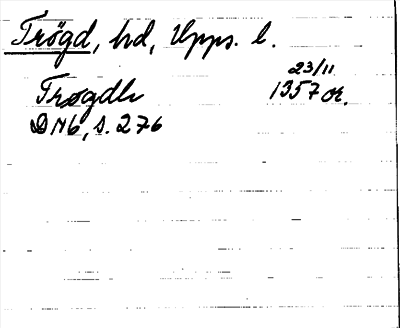 Trögd, hd, Upps. l.
23/11
Trøgdh 1357 or.
DN6, s. 276